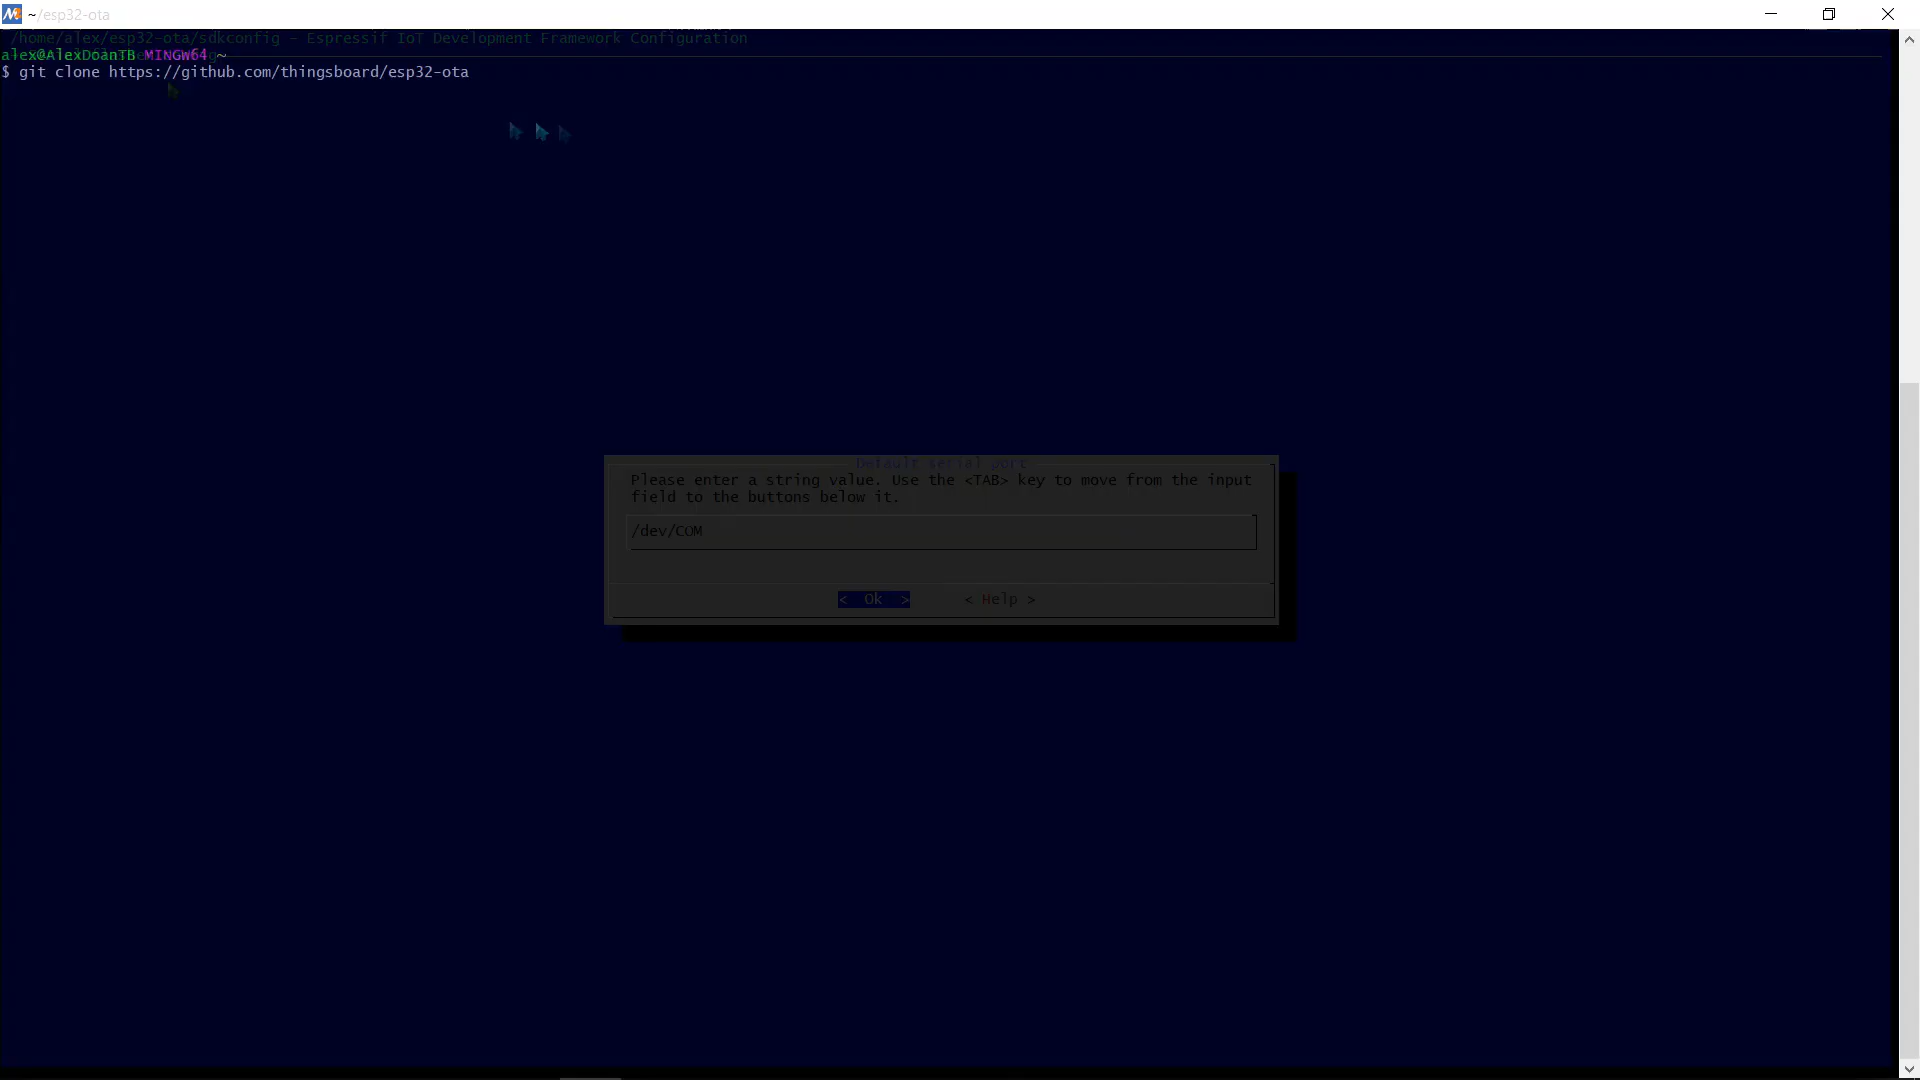 ~/esp32-ota
/home/alex/esp32-ota/sdkconfig - Espressif IoT Development Framework Configuration
alex@AlexDoanTB MINGW64 ~
$ git clone https://github.com/thingsboard/esp32-ota
Default serial port
Please enter a string value. Use the <TAB> key to move from the input
field to the buttons below it.
/dev/COM
< Ok > < Help >